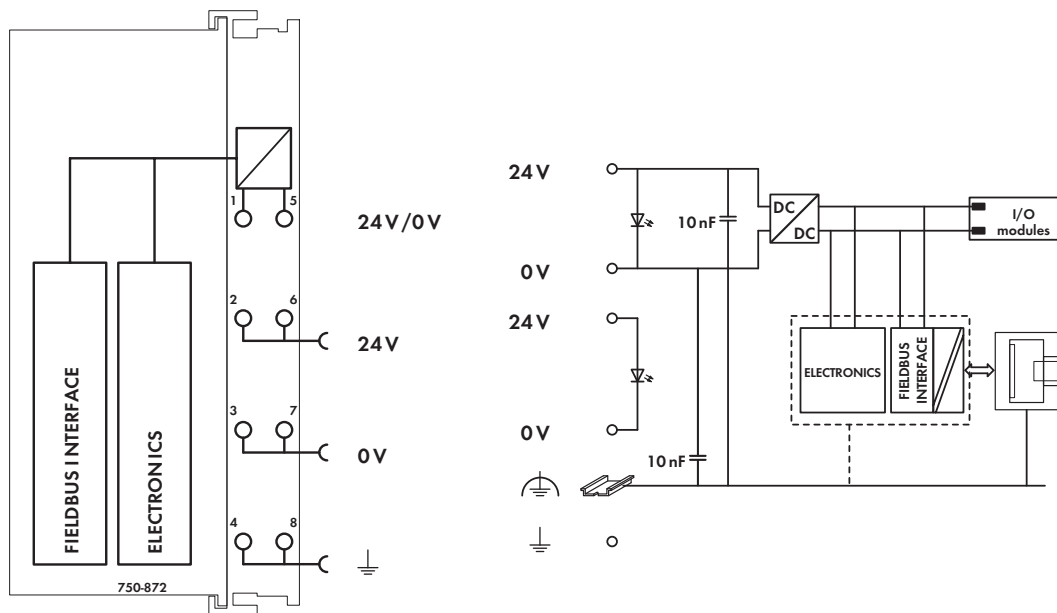 1
5
24V/0V
2
6
24V
3
7
0V
4
8
FIELDBUS INTERFACE
ELECTRONICS
750-872
24V
0V
24V
0V
10nF
10nF
DC
DC
I/O
modules
ELECTRONICS
FIELDBUS
INTERFACE